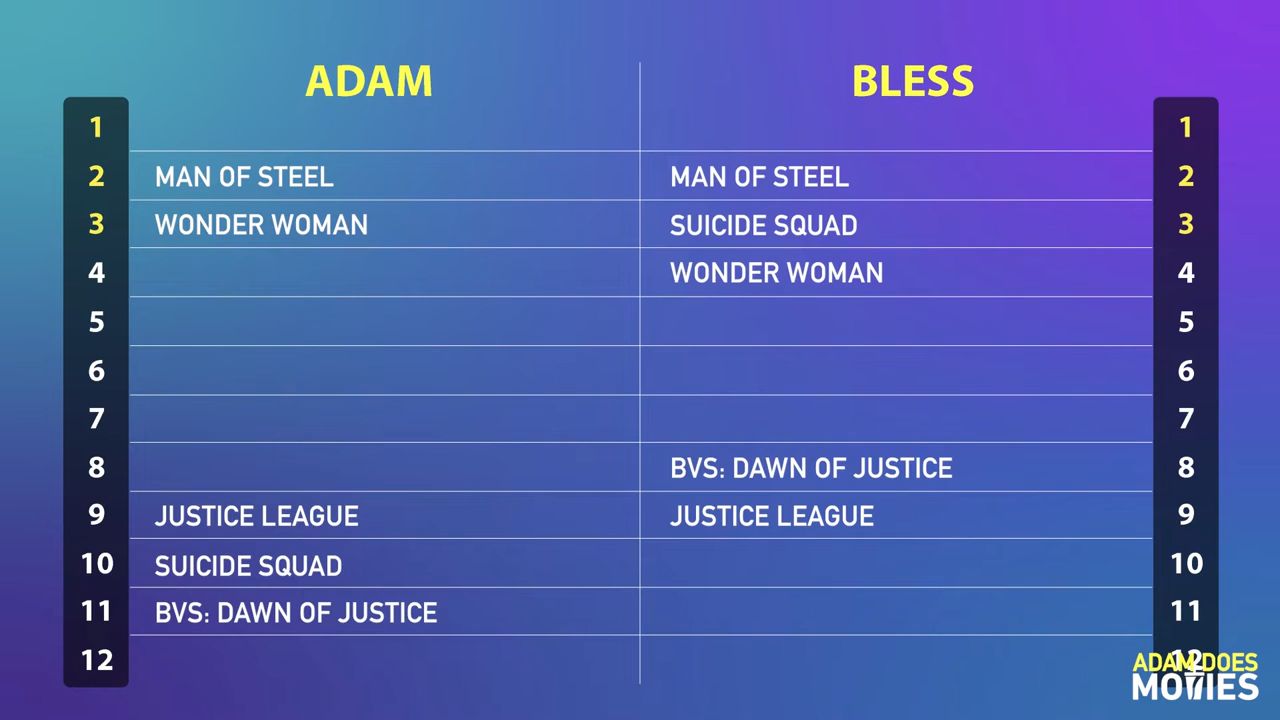 ADAM BLESS
1 1
2 MAN OF STEEL MAN OF STEEL 2
3 WONDER WOMAN SUICIDE SQUAD 3
4 WONDER WOMAN 4
5 5
6 6
7 7
8 BVS: DAWN OF JUSTICE 8
9 JUSTICE LEAGUE JUSTICE LEAGUE 9
10 SUICIDE SQUAD 10
11 BVS: DAWN OF JUSTICE 11
12 12
ADAM DOES
MOVIES